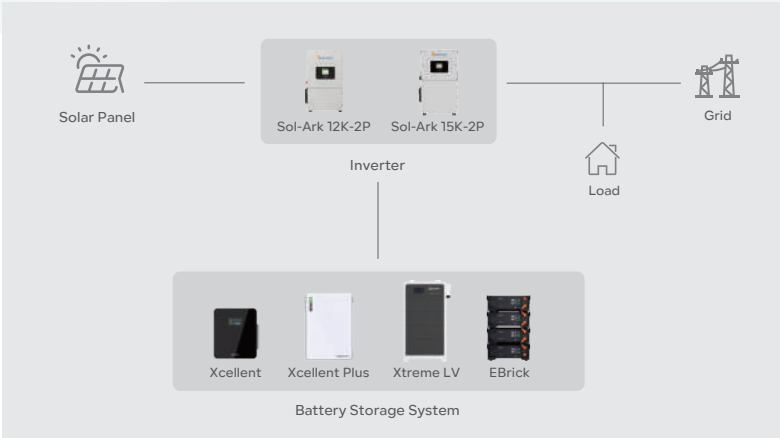 Solar Panel
Sol-Ark 12K-2P
Sol-Ark 15K-2P
Inverter
Grid
Load
Xcellent
Xcellent Plus
Xtreme LV
EBrick
Battery Storage System